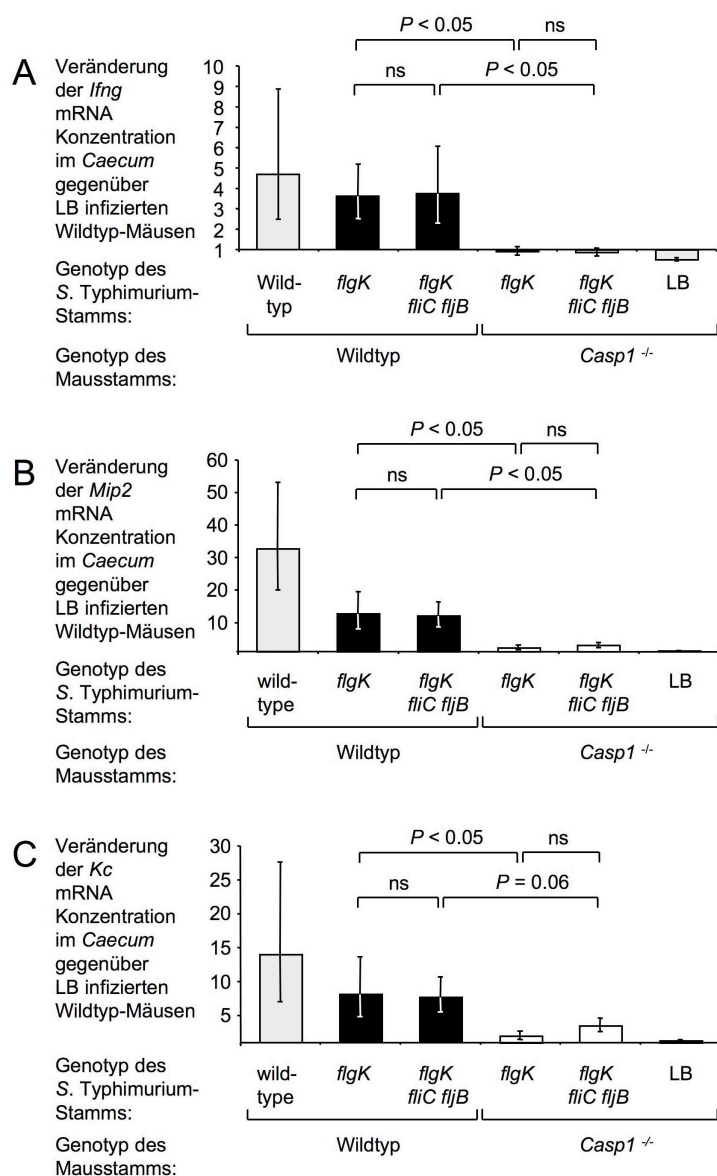 P < 0.05
ns
A
Veränderung
der Ifng
mRNA
Konzentration
im Caecum
gegenüber
LB infizierten
Wildtyp-Mäusen
10
9
8
7
6
5
4
3
2
1
ns
P < 0.05
Genotyp des
S. Typhimurium-
Stamms:
Wild-
typ
flgK
flgK
fliC fljB
flgK
flgK
fliC fljB
LB
Genotyp des
Mausstamms:
Wildtyp
Casp1 -/-
P < 0.05
ns
B
Veränderung
der Mip2
mRNA
Konzentration
im Caecum
gegenüber
LB infizierten
Wildtyp-Mäusen
60
50
40
30
20
10
ns
P < 0.05
Genotyp des
S. Typhimurium-
Stamms:
wild-
type
flgK
flgK
fliC fljB
flgK
flgK
fliC fljB
LB
Genotyp des
Mausstamms:
Wildtyp
Casp1 -/-
P < 0.05
ns
C
Veränderung
der Kc
mRNA
Konzentration
im Caecum
gegenüber
LB infizierten
Wildtyp-Mäusen
30
25
20
15
10
5
ns
P = 0.06
Genotyp des
S. Typhimurium-
Stamms:
wild-
type
flgK
flgK
fliC fljB
flgK
flgK
fliC fljB
LB
Genotyp des
Mausstamms:
Wildtyp
Casp1 -/-